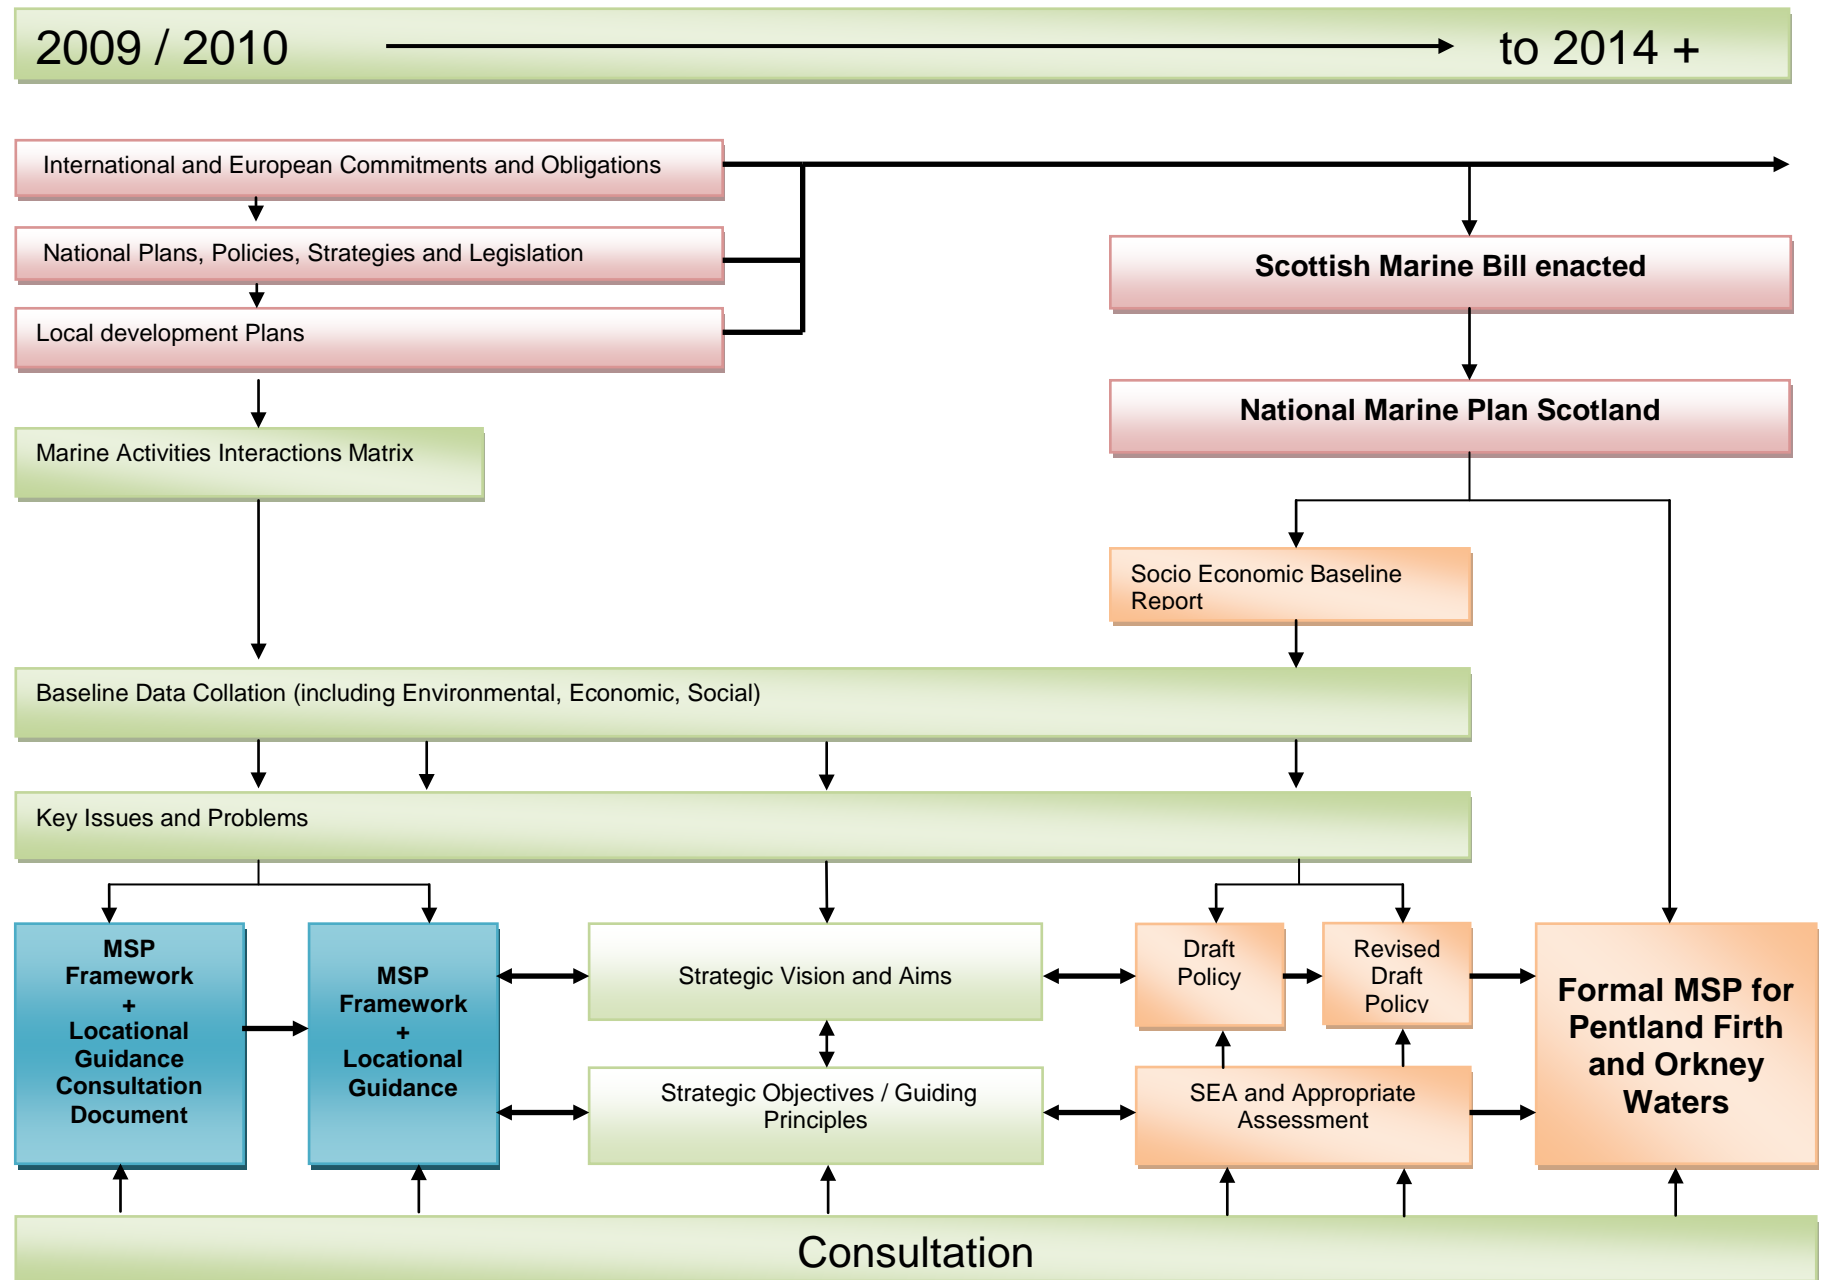 2009 / 2010 to 2014 +
International and European Commitments and Obligations
National Plans, Policies, Strategies and Legislation
Local development Plans
Scottish Marine Bill enacted
National Marine Plan Scotland
Marine Activities Interactions Matrix
Socio Economic Baseline
Report
Baseline Data Collation (including Environmental, Economic, Social)
Key Issues and Problems
MSP
Framework
+
Locational
Guidance
Consultation
Document
MSP
Framework
+
Locational
Guidance
Strategic Vision and Aims
Strategic Objectives / Guiding
Principles
Draft
Policy
Revised
Draft
Policy
SEA and Appropriate
Assessment
Formal MSP for
Pentland Firth
and Orkney
Waters
Consultation